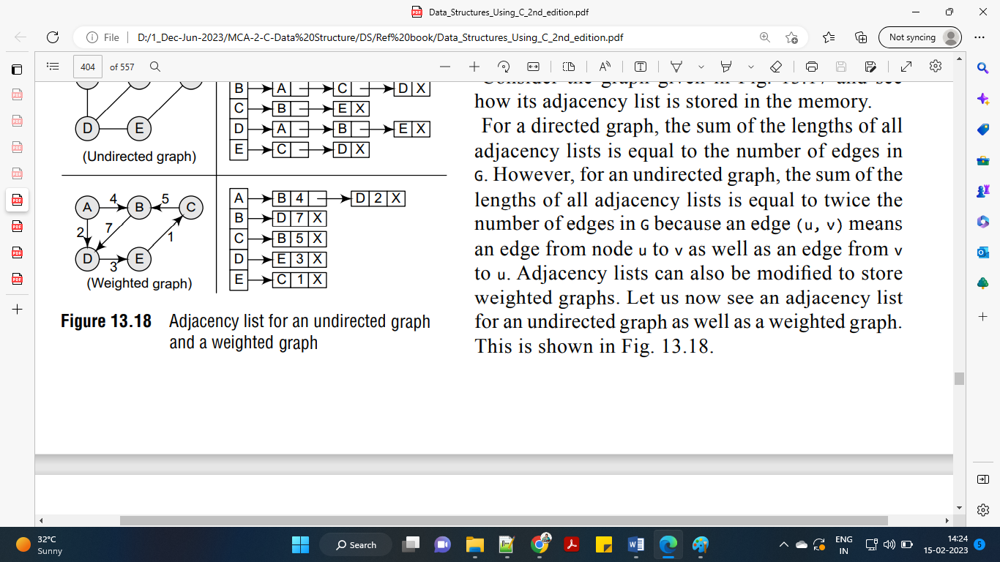 Data_Structures_Using_C_2nd_edition.pdf
File | D:/1_Dec-Jun-2023/MCA-2-C-Data%20Structure/DS/Ref%20book/Data_Structures_Using_C_2nd_edition.pdf
Not syncing
404 of 557
B A C D X
C B E X
D A B E X
E C D X
D E
(Undirected graph)
how its adjacency list is stored in the memory.
For a directed graph, the sum of the lengths of all
adjacency lists is equal to the number of edges in
G. However, for an undirected graph, the sum of the
lengths of all adjacency lists is equal to twice the
number of edges in G because an edge (u, v) means
an edge from node u to v as well as an edge from v
to u. Adjacency lists can also be modified to store
weighted graphs. Let us now see an adjacency list
for an undirected graph as well as a weighted graph.
This is shown in Fig. 13.18.
A 4 B 5 C
2 7 1
D 3 E
(Weighted graph)
A B 4 D 2 X
B D 7 X
C B 5 X
D E 3 X
E C 1 X
Figure 13.18 Adjacency list for an undirected graph
and a weighted graph
32°C
Sunny
Search
ENG
IN
14:24
15-02-2023
5